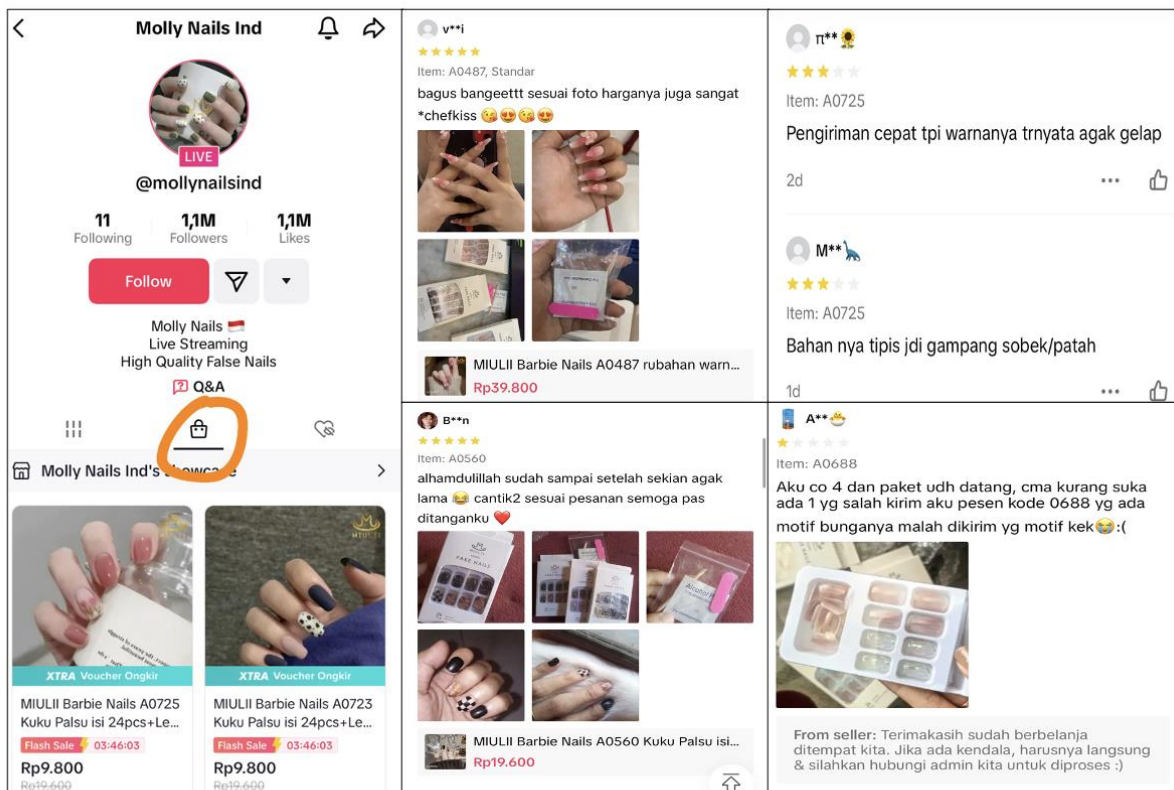 Molly Nails Ind
LIVE
@mollynailsind
11
Following
1,1M
Followers
1,1M
Likes
Follow
Molly Nails 🇮🇩
Live Streaming
High Quality False Nails
Q&A
Molly Nails Ind's Showcase
XTRA Voucher Ongkir
MIULII Barbie Nails A0725
Kuku Palsu isi 24pcs+Le...
Flash Sale ⚡ 03:46:03
Rp9.800
Rp19.600
XTRA Voucher Ongkir
MIULII Barbie Nails A0723
Kuku Palsu isi 24pcs+Le...
Flash Sale ⚡ 03:46:03
Rp9.800
Rp19.600
v**i
Item: A0487, Standar
bagus bangeettt sesuai foto harganya juga sangat
*chefkiss 😘😍😘😍
MIULII Barbie Nails A0487 rubahan warn...
Rp39.800
B**n
Item: A0560
alhamdulillah sudah sampai setelah sekian agak
lama 😂 cantik2 sesuai pesanan semoga pas
ditanganku ❤️
FAKE NAILS
MIULII Barbie Nails A0560 Kuku Palsu isi...
Rp19.600
π**🌻
Item: A0725
Pengiriman cepat tpi warnanya trnyata agak gelap
2d
M**🦕
Item: A0725
Bahan nya tipis jdi gampang sobek/patah
1d
A**🐣
Item: A0688
Aku co 4 dan paket udh datang, cma kurang suka
ada 1 yg salah kirim aku pesen kode 0688 yg ada
motif bunganya malah dikirim yg motif kek😭:(
From seller: Terimakasih sudah berbelanja
ditempat kita. Jika ada kendala, harusnya langsung
& silahkan hubungi admin kita untuk diproses :)